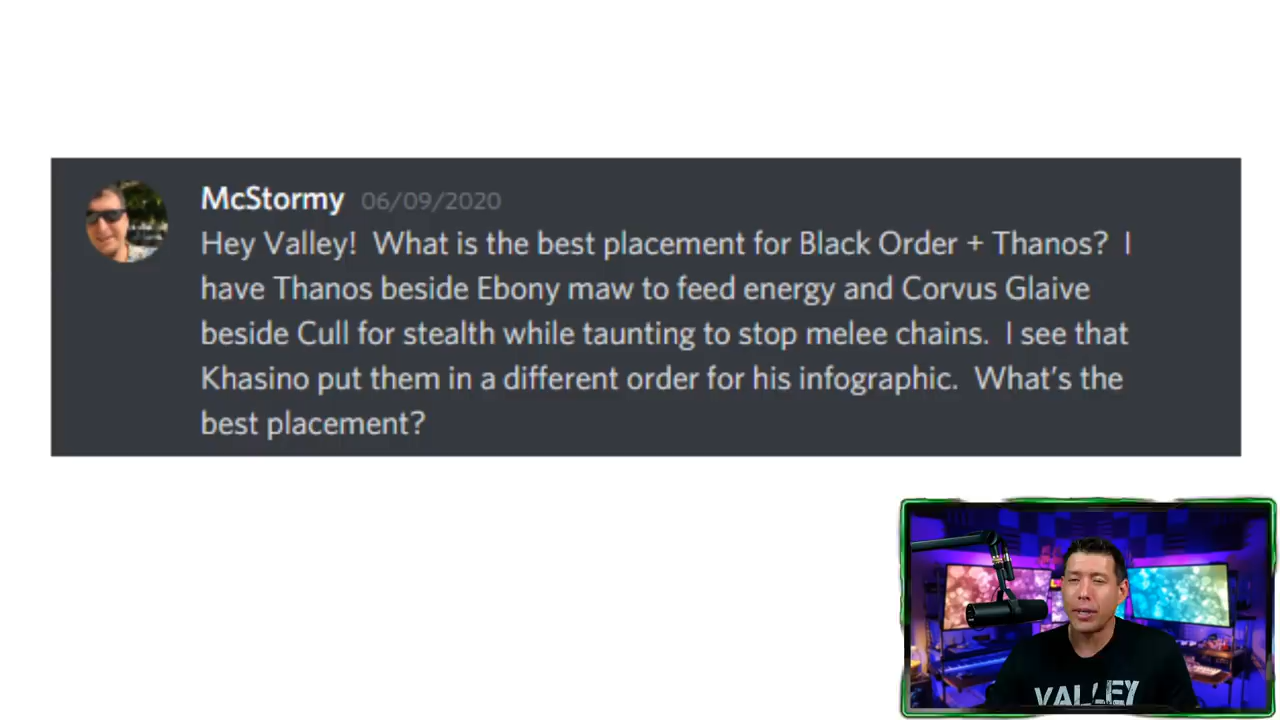 McStormy 06/09/2020
Hey Valley!  What is the best placement for Black Order + Thanos?  I
have Thanos beside Ebony maw to feed energy and Corvus Glaive
beside Cull for stealth while taunting to stop melee chains.  I see that
Khasino put them in a different order for his infographic.  What's the
best placement?
VALLEY